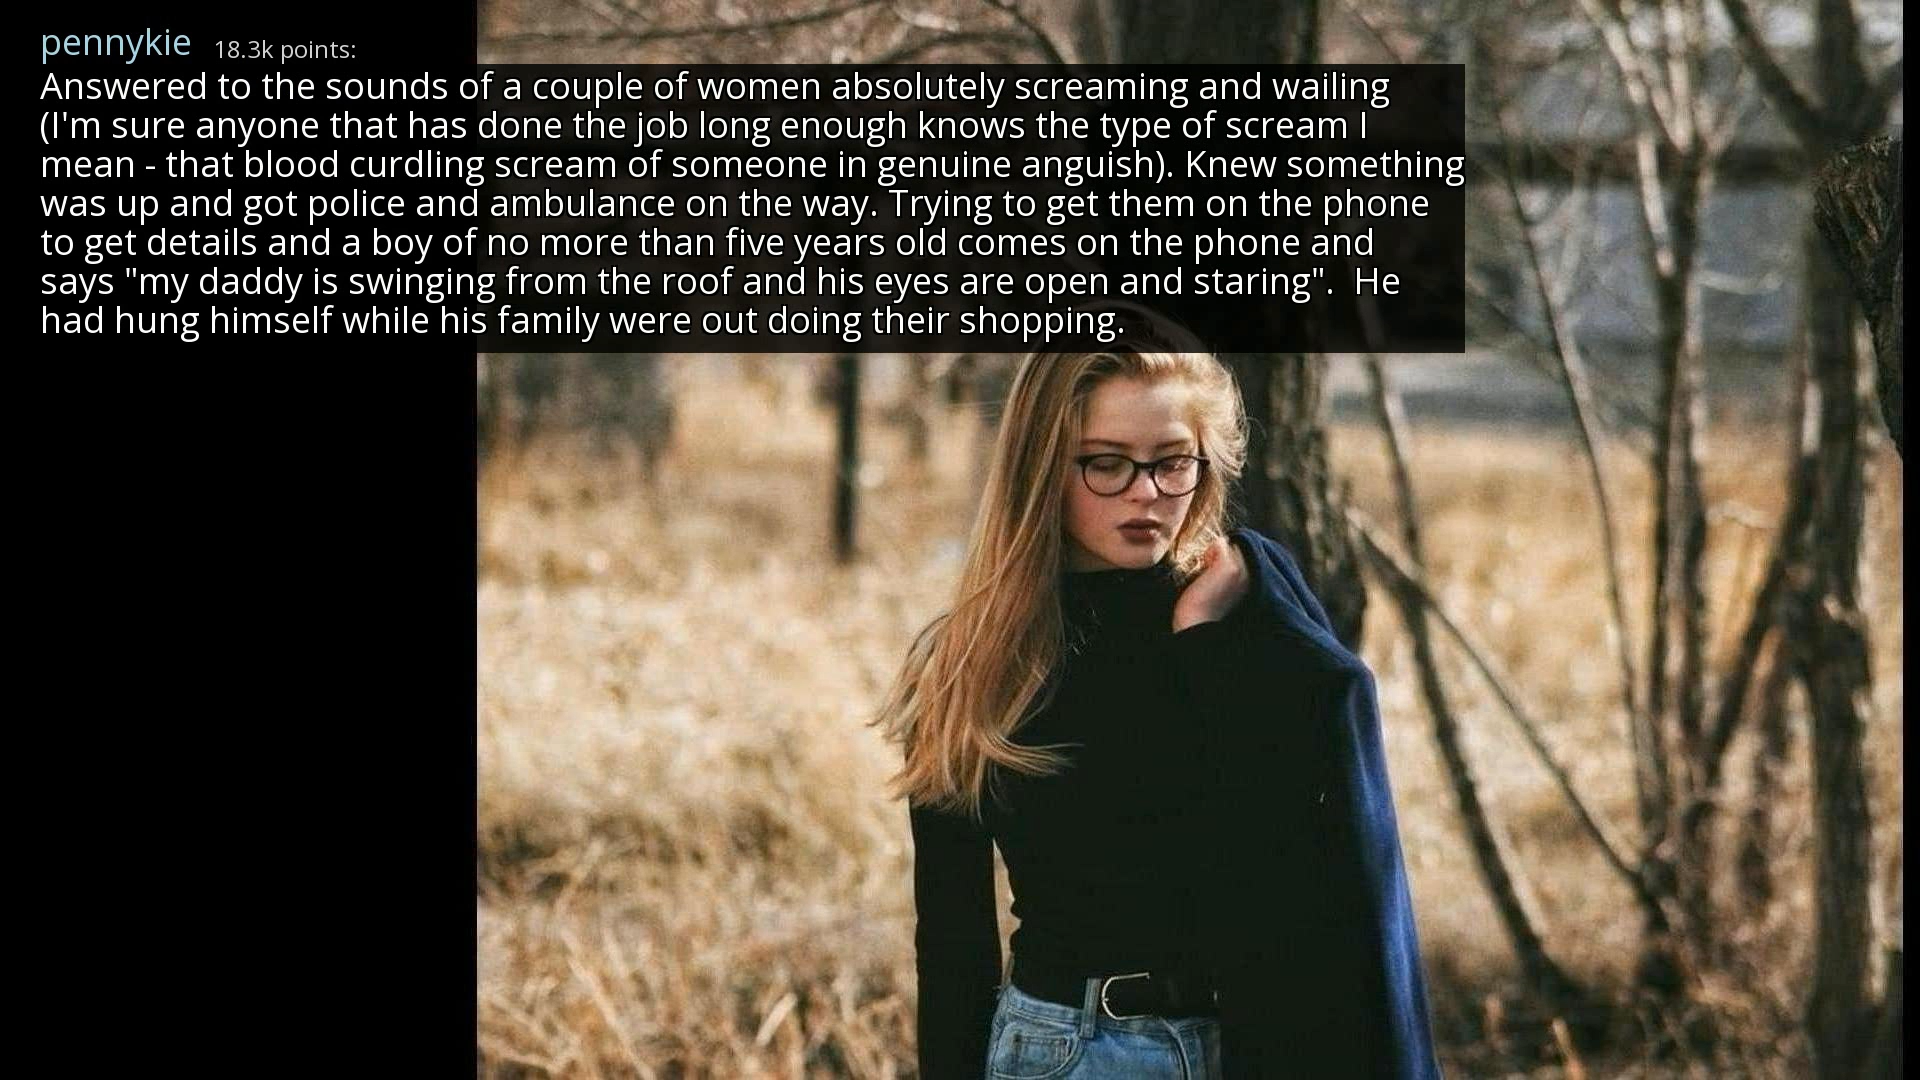 pennykie 18.3k points:
Answered to the sounds of a couple of women absolutely screaming and wailing
(I'm sure anyone that has done the job long enough knows the type of scream I
mean - that blood curdling scream of someone in genuine anguish). Knew something
was up and got police and ambulance on the way. Trying to get them on the phone
to get details and a boy of no more than five years old comes on the phone and
says "my daddy is swinging from the roof and his eyes are open and staring".  He
had hung himself while his family were out doing their shopping.